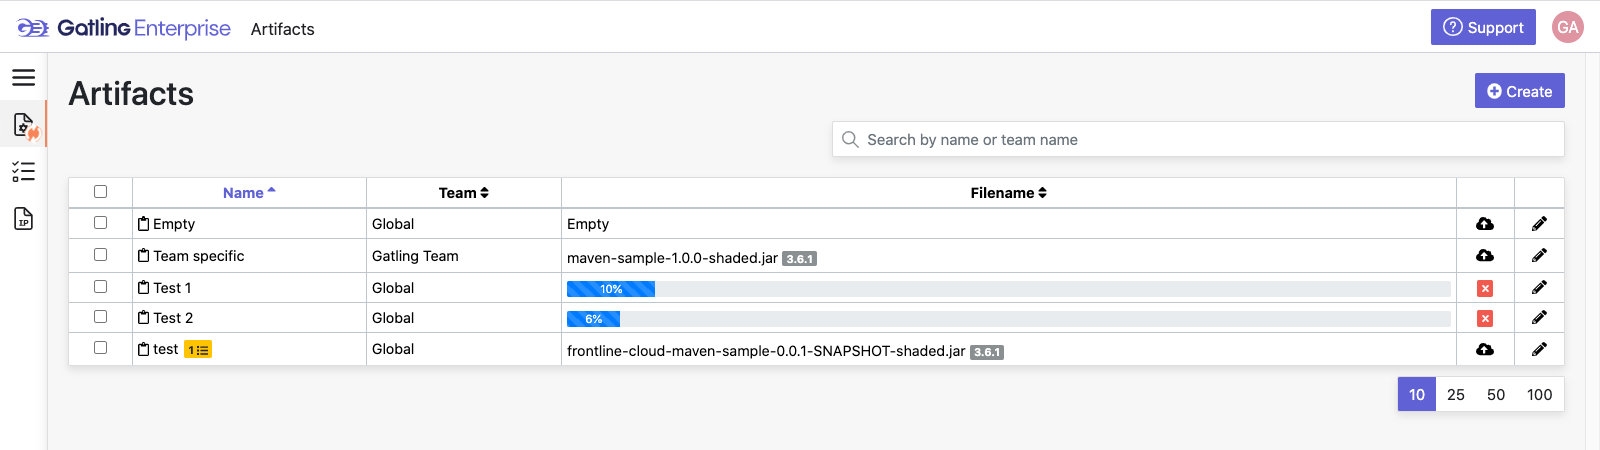 Gatling Enterprise Artifacts Support GA
Artifacts
Create
Search by name or team name
Name Team Filename
Empty Global Empty
Team specific Gatling Team maven-sample-1.0.0-shaded.jar 3.6.1
Test 1 Global 10%
Test 2 Global 6%
test 1 Global frontline-cloud-maven-sample-0.0.1-SNAPSHOT-shaded.jar 3.6.1
IP
10 25 50 100